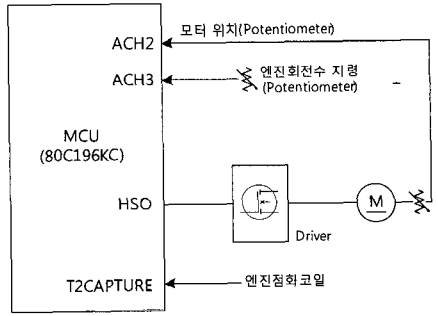 모터 위치(Potentiometer)
ACH2
엔진회전수 지령
(Potentiometer)
ACH3
MCU
(80C196KC)
HSO
M
Driver
T2CAPTURE
엔진점화코일